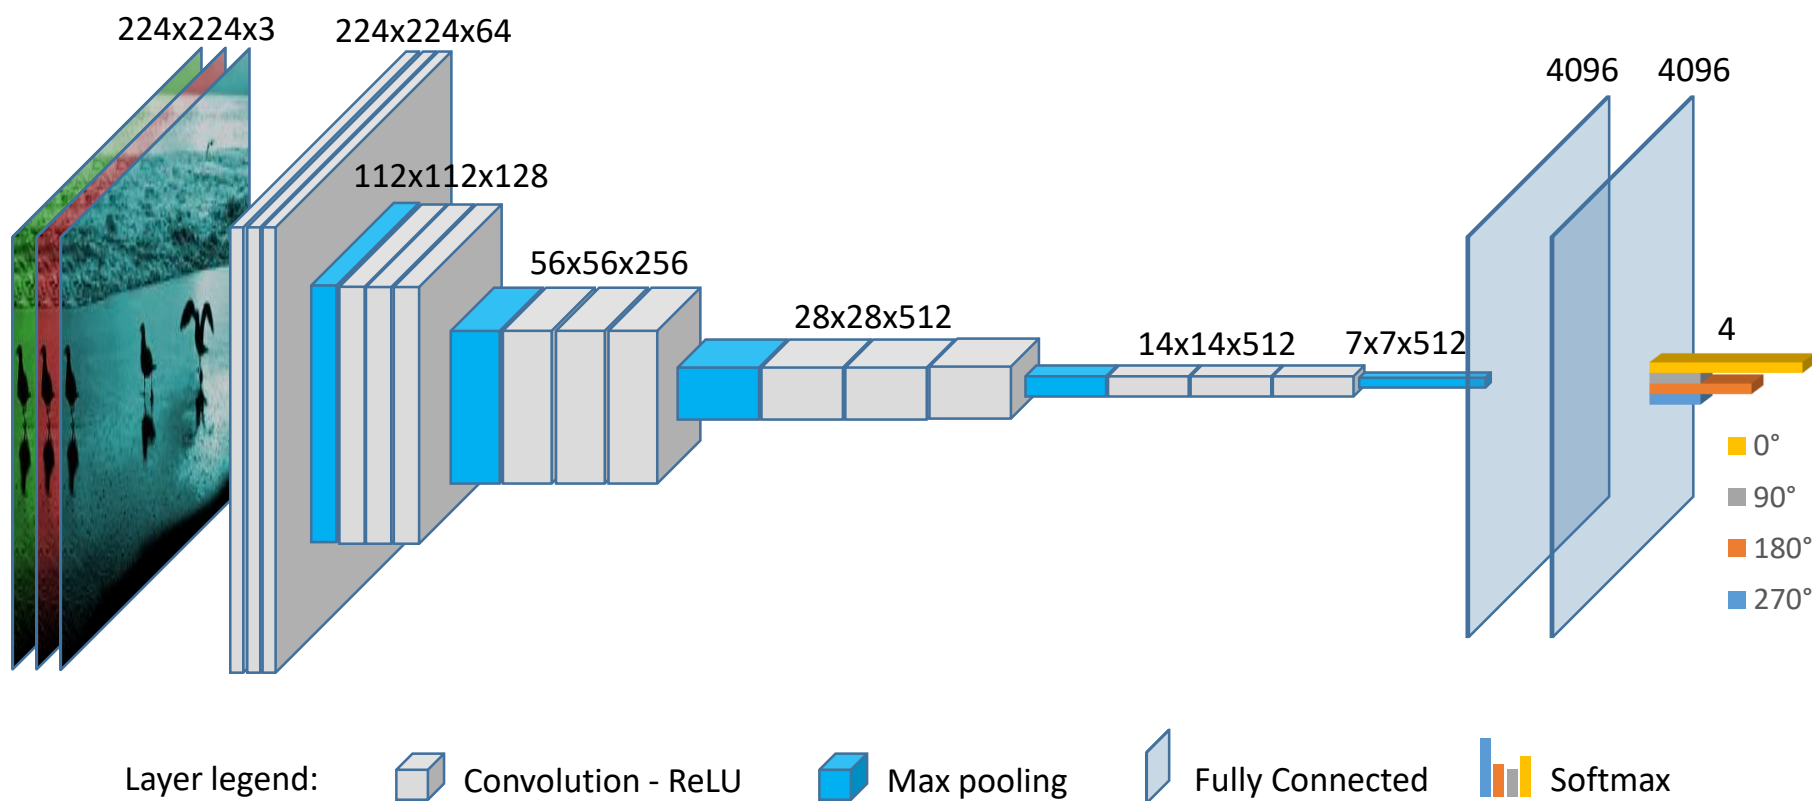 224x224x3
224x224x64
112x112x128
56x56x256
28x28x512
14x14x512
7x7x512
4096
4096
4
0°
90°
180°
270°
Layer legend:
Convolution - ReLU
Max pooling
Fully Connected
Softmax